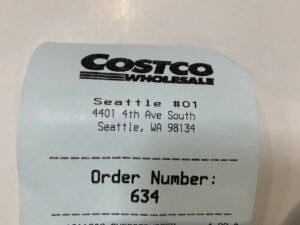 COSTCO
WHOLESALE
Seattle #01
4401 4th Ave South
Seattle, WA 98134
Order Number:
634